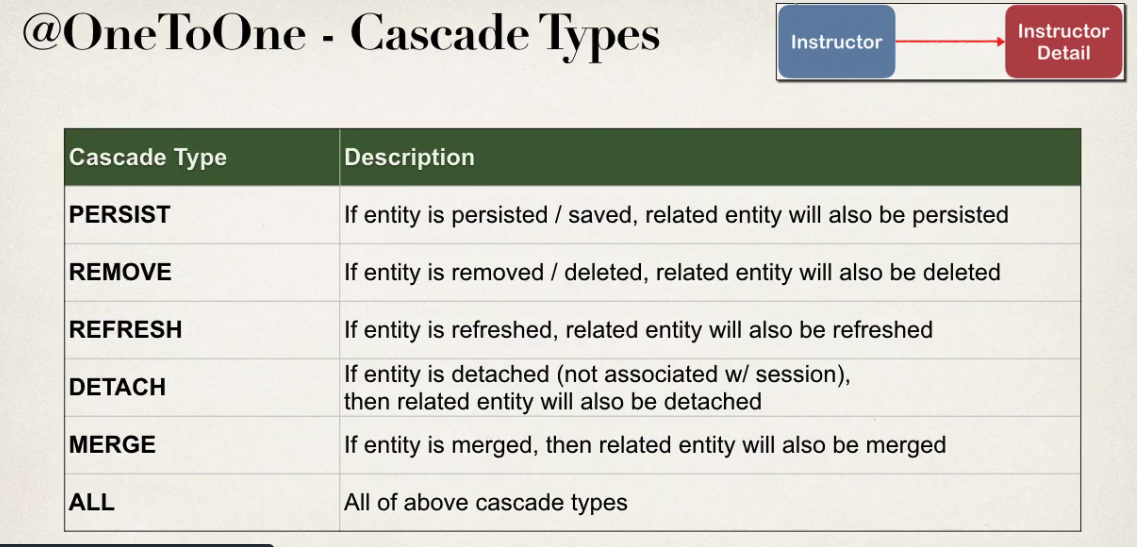 @OneToOne - Cascade Types
Instructor
Instructor
Detail
Cascade Type
Description
PERSIST
If entity is persisted / saved, related entity will also be persisted
REMOVE
If entity is removed / deleted, related entity will also be deleted
REFRESH
If entity is refreshed, related entity will also be refreshed
DETACH
If entity is detached (not associated w/ session),
then related entity will also be detached
MERGE
If entity is merged, then related entity will also be merged
ALL
All of above cascade types